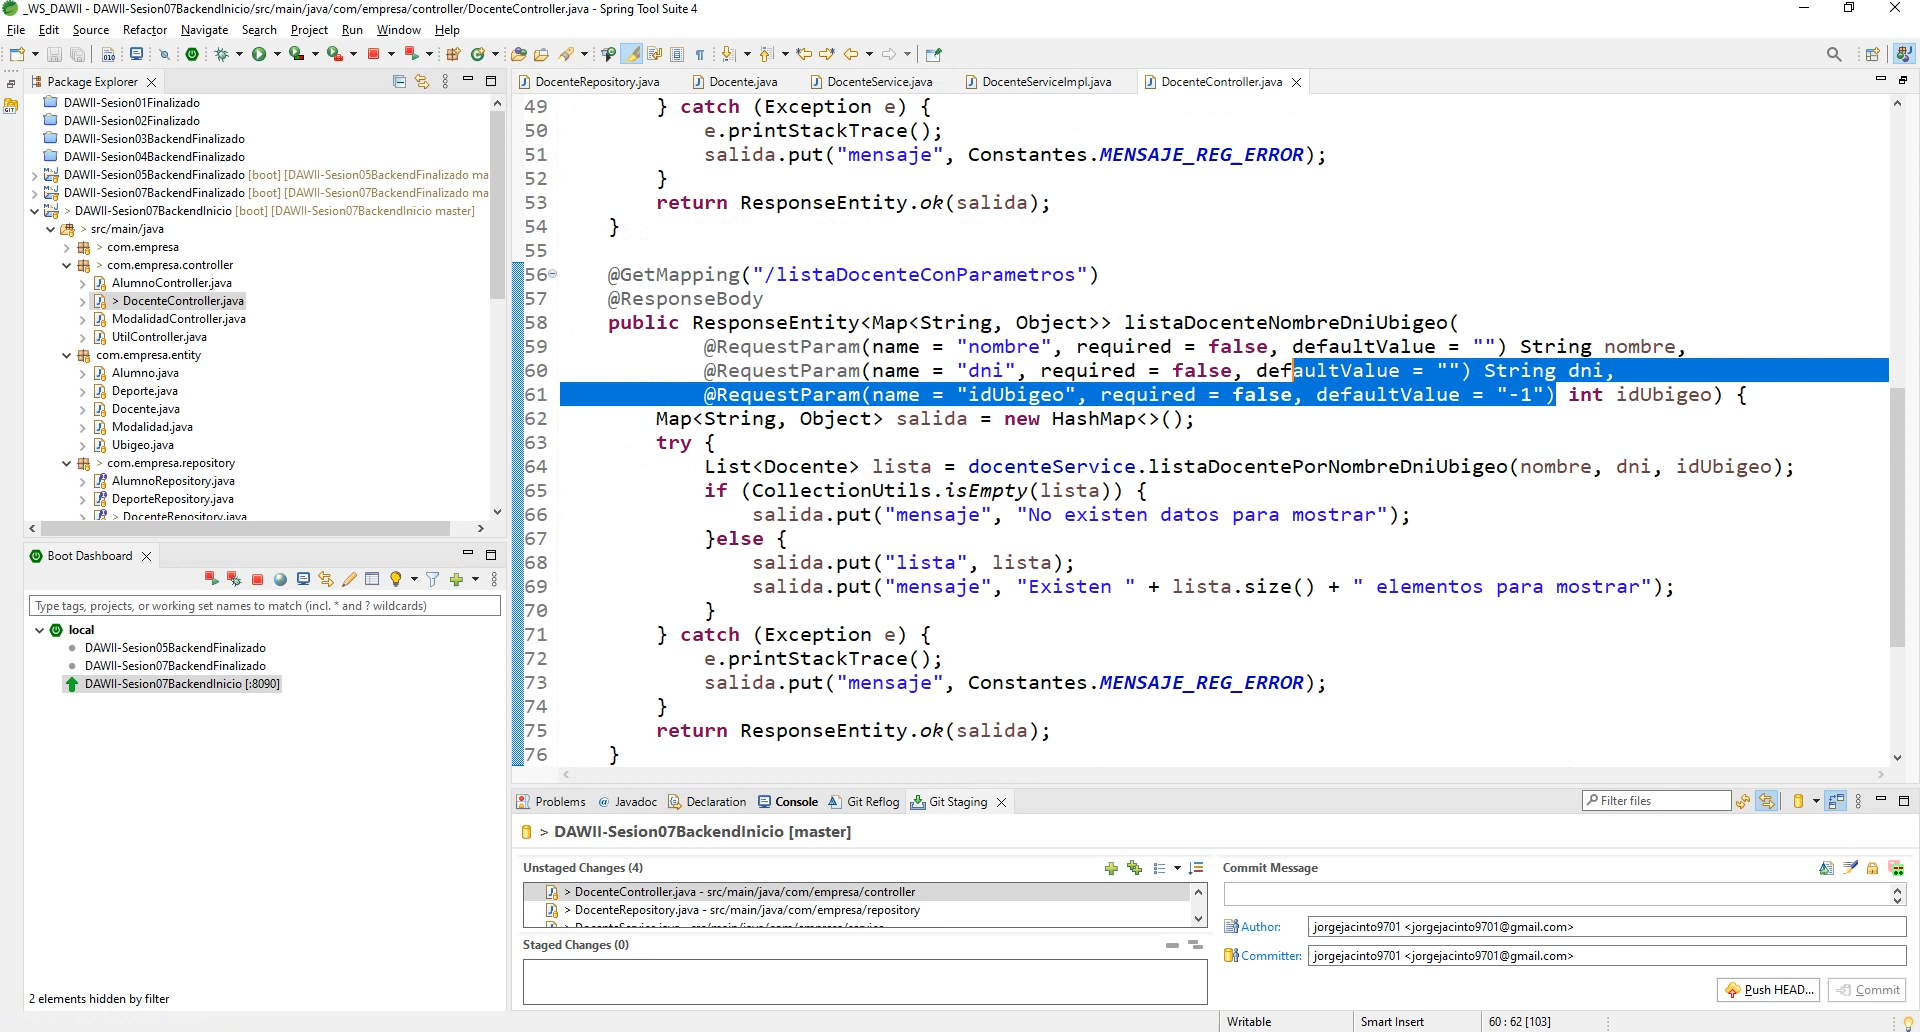 _WS_DAWII - DAWII-Sesion07BackendInicio/src/main/java/com/empresa/controller/DocenteController.java - Spring Tool Suite 4
File Edit Source Refactor Navigate Search Project Run Window Help
Package Explorer
DocenteRepository.java Docente.java DocenteService.java DocenteServiceImpl.java DocenteController.java
DAWII-Sesion01Finalizado
DAWII-Sesion02Finalizado
DAWII-Sesion03BackendFinalizado
DAWII-Sesion04BackendFinalizado
DAWII-Sesion05BackendFinalizado [boot] [DAWII-Sesion05BackendFinalizado ma
DAWII-Sesion07BackendFinalizado [boot] [DAWII-Sesion07BackendFinalizado ma
> DAWII-Sesion07BackendInicio [boot] [DAWII-Sesion07BackendInicio master]
> src/main/java
> com.empresa
> com.empresa.controller
AlumnoController.java
> DocenteController.java
ModalidadController.java
UtilController.java
com.empresa.entity
Alumno.java
Deporte.java
Docente.java
Modalidad.java
Ubigeo.java
> com.empresa.repository
AlumnoRepository.java
DeporteRepository.java
> DocenteRepository.java
49 } catch (Exception e) {
50 e.printStackTrace();
51 salida.put("mensaje", Constantes.MENSAJE_REG_ERROR);
52 }
53 return ResponseEntity.ok(salida);
54 }
55
56 @GetMapping("/listaDocenteConParametros")
57 @ResponseBody
58 public ResponseEntity<Map<String, Object>> listaDocenteNombreDniUbigeo(
59 @RequestParam(name = "nombre", required = false, defaultValue = "") String nombre,
60 @RequestParam(name = "dni", required = false, defaultValue = "") String dni,
61 @RequestParam(name = "idUbigeo", required = false, defaultValue = "-1") int idUbigeo) {
62 Map<String, Object> salida = new HashMap<>();
63 try {
64 List<Docente> lista = docenteService.listaDocentePorNombreDniUbigeo(nombre, dni, idUbigeo);
65 if (CollectionUtils.isEmpty(lista)) {
66 salida.put("mensaje", "No existen datos para mostrar");
67 }else {
68 salida.put("lista", lista);
69 salida.put("mensaje", "Existen " + lista.size() + " elementos para mostrar");
70 }
71 } catch (Exception e) {
72 e.printStackTrace();
73 salida.put("mensaje", Constantes.MENSAJE_REG_ERROR);
74 }
75 return ResponseEntity.ok(salida);
76 }
Boot Dashboard
Type tags, projects, or working set names to match (incl. * and ? wildcards)
local
DAWII-Sesion05BackendFinalizado
DAWII-Sesion07BackendFinalizado
DAWII-Sesion07BackendInicio [:8090]
2 elements hidden by filter
Problems Javadoc Declaration Console Git Reflog Git Staging
Filter files
> DAWII-Sesion07BackendInicio [master]
Unstaged Changes (4)
> DocenteController.java - src/main/java/com/empresa/controller
> DocenteRepository.java - src/main/java/com/empresa/repository
> DocenteService.java - src/main/java/com/empresa/service
Staged Changes (0)
Commit Message
Author: jorgejacinto9701 <jorgejacinto9701@gmail.com>
Committer: jorgejacinto9701 <jorgejacinto9701@gmail.com>
Push HEAD... Commit
Writable Smart Insert 60 : 62 [103]